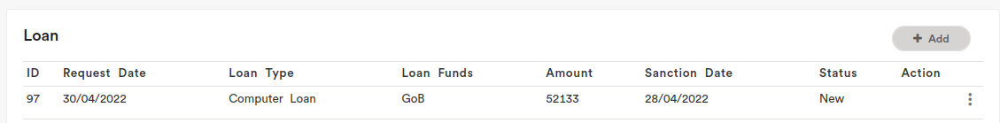 Loan
+ Add
ID Request Date Loan Type Loan Funds Amount Sanction Date Status Action
97 30/04/2022 Computer Loan GoB 52133 28/04/2022 New